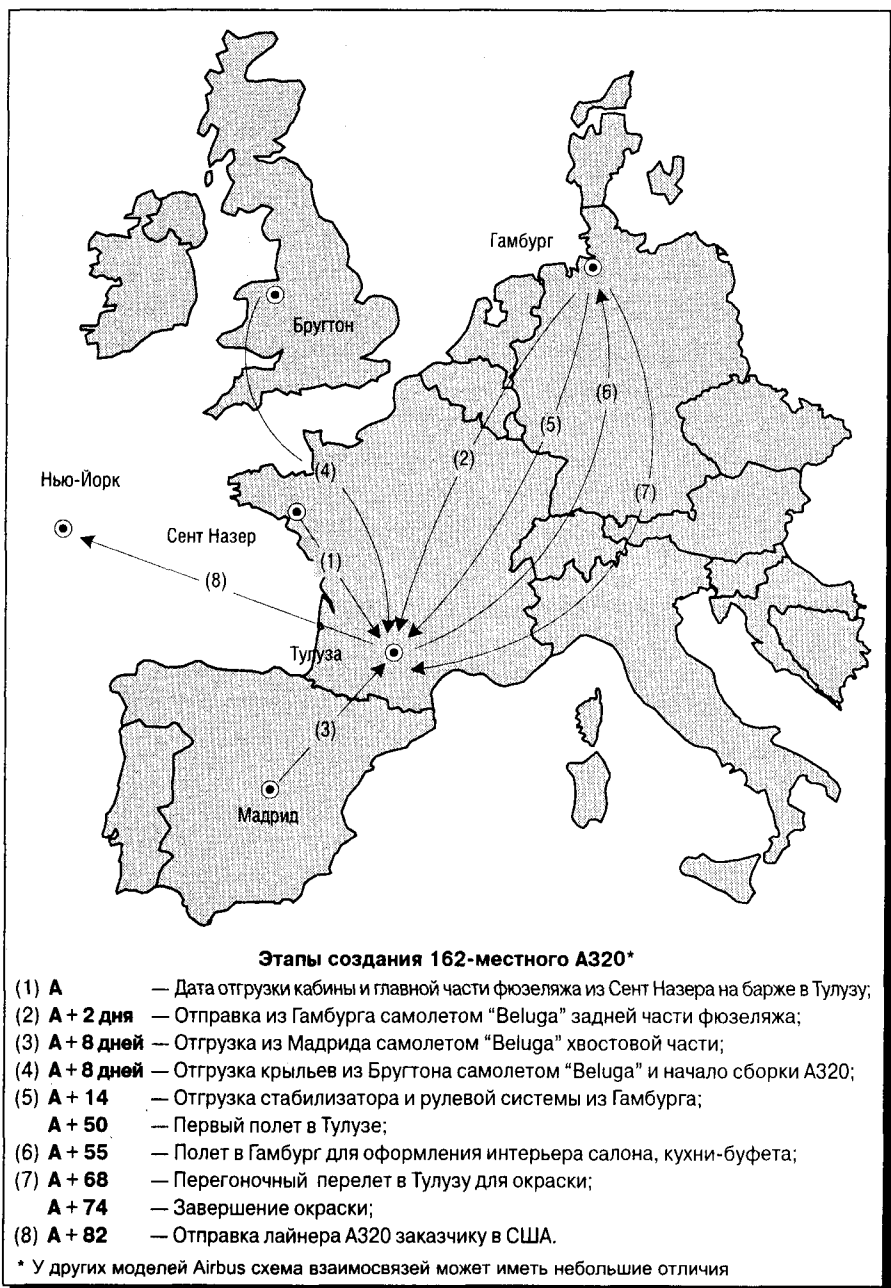 Гамбург
Бругтон
(6)
(5)
(2)
(4)
(7)
Нью-Йорк
Сент Назер
(1)
(8)
Тулуза
(3)
Мадрид
Этапы создания 162-местного А320*
(1) А — Дата отгрузки кабины и главной части фюзеляжа из Сент Назера на барже в Тулузу;
(2) А + 2 дня — Отправка из Гамбурга самолетом "Beluga" задней части фюзеляжа;
(3) А + 8 дней — Отгрузка из Мадрида самолетом "Beluga" хвостовой части;
(4) А + 8 дней — Отгрузка крыльев из Бругтона самолетом "Beluga" и начало сборки А320;
(5) А + 14 — Отгрузка стабилизатора и рулевой системы из Гамбурга;
А + 50 — Первый полет в Тулузе;
(6) А + 55 — Полет в Гамбург для оформления интерьера салона, кухни-буфета;
(7) А + 68 — Перегоночный перелет в Тулузу для окраски;
А + 74 — Завершение окраски;
(8) А + 82 — Отправка лайнера А320 заказчику в США.
* У других моделей Airbus схема взаимосвязей может иметь небольшие отличия